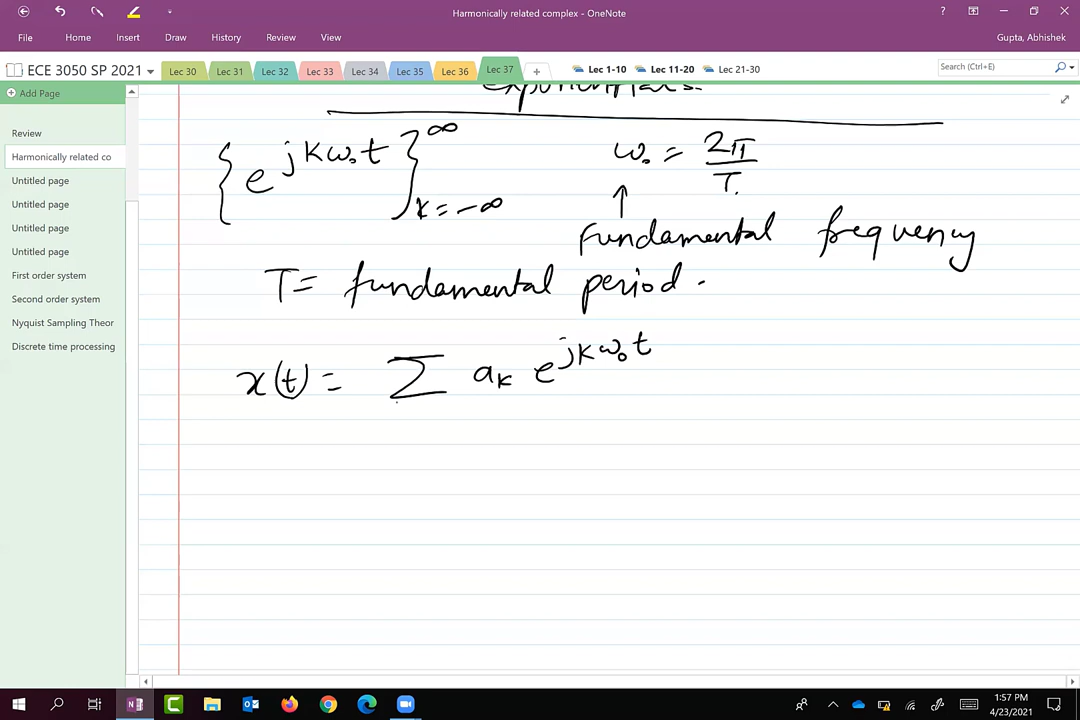 Harmonically related complex - OneNote
?
Gupta, Abhishek
File Home Insert Draw History Review View
ECE 3050 SP 2021
Lec 30 Lec 31 Lec 32 Lec 33 Lec 34 Lec 35 Lec 36 Lec 37 + Lec 1-10 Lec 11-20 Lec 21-30
Search (Ctrl+E)
Add Page
Review
Harmonically related co
Untitled page
Untitled page
Untitled page
Untitled page
First order system
Second order system
Nyquist Sampling Theor
Discrete time processing
exponentials.
{e^{jkω₀t}}_{k=-∞}^{∞} ω₀ = 2π/T
↑
Fundamental frequency
T = fundamental period.
x(t) = Σ a_k e^{jkω₀t}
1:57 PM
4/23/2021